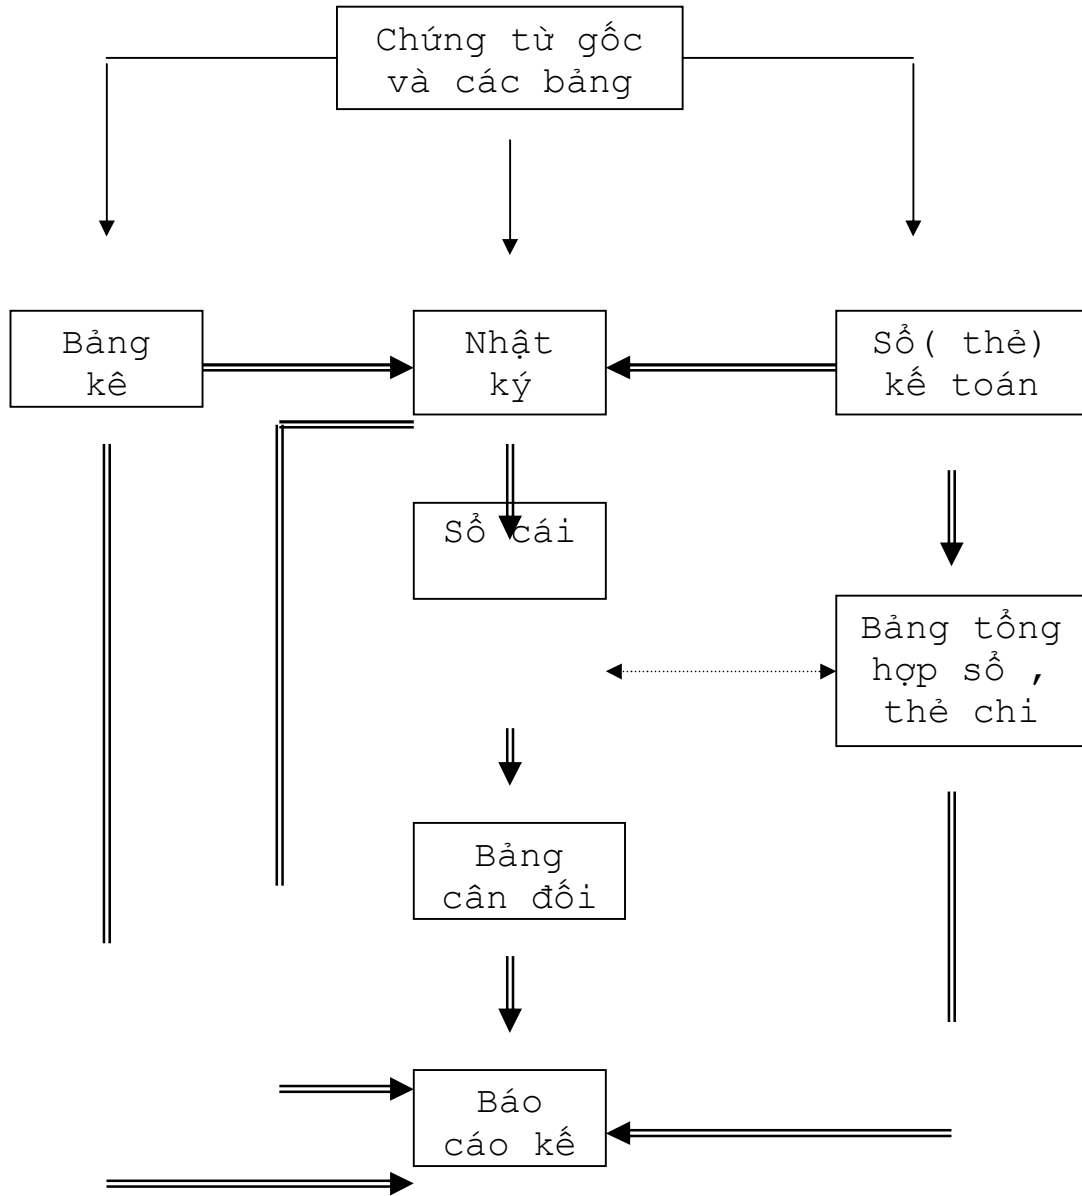 Chứng từ gốc
và các bảng
Bảng
kê
Nhật
ký
Sổ( thẻ)
kế toán
Sổ cái
Bảng tổng
hợp sổ ,
thẻ chi
Bảng
cân đối
Báo
cáo kế